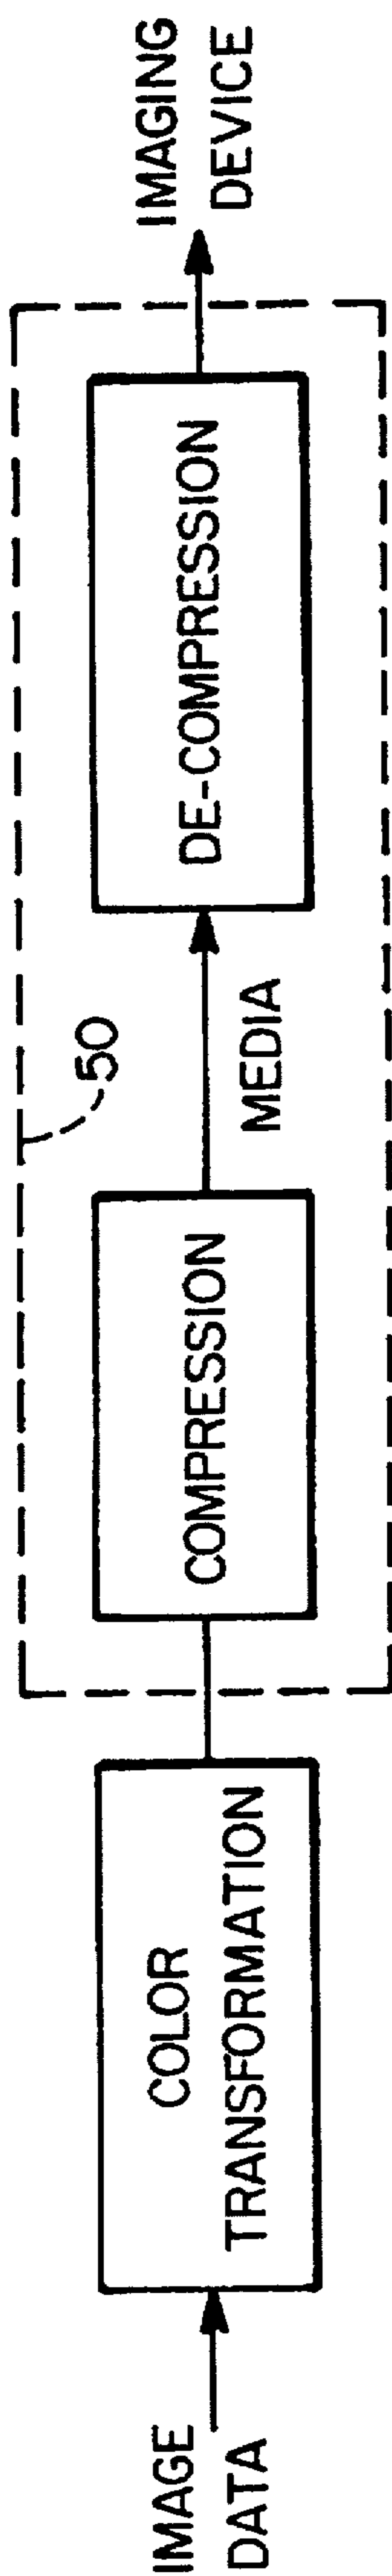 IMAGE
DATA
COLOR
TRANSFORMATION
COMPRESSION
50
MEDIA
DE-COMPRESSION
IMAGING
DEVICE